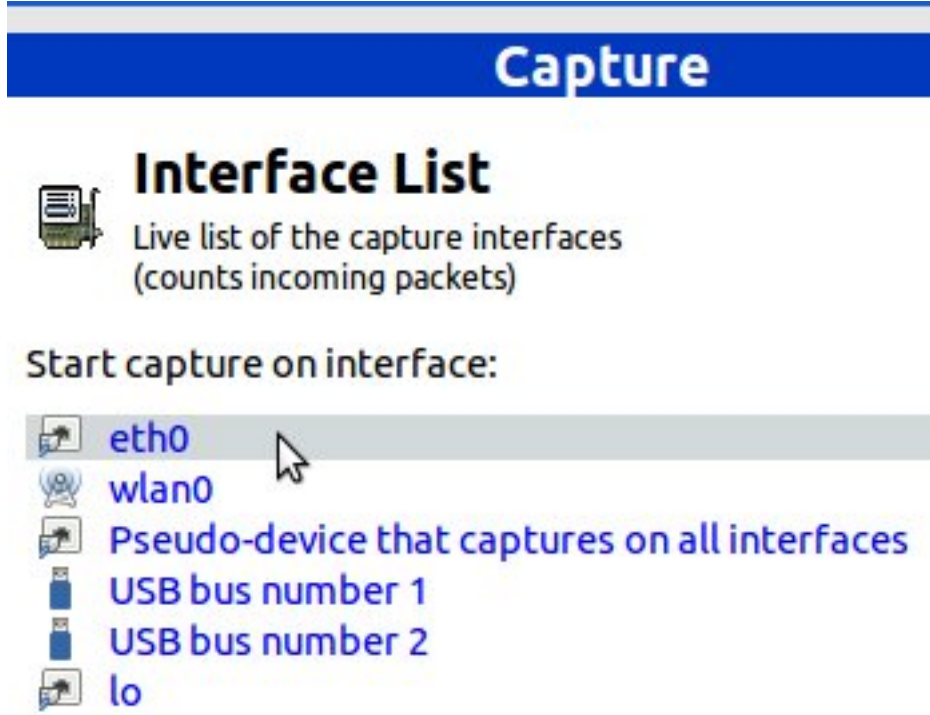 Capture
Interface List
Live list of the capture interfaces
(counts incoming packets)
Start capture on interface:
eth0
wlan0
Pseudo-device that captures on all interfaces
USB bus number 1
USB bus number 2
lo